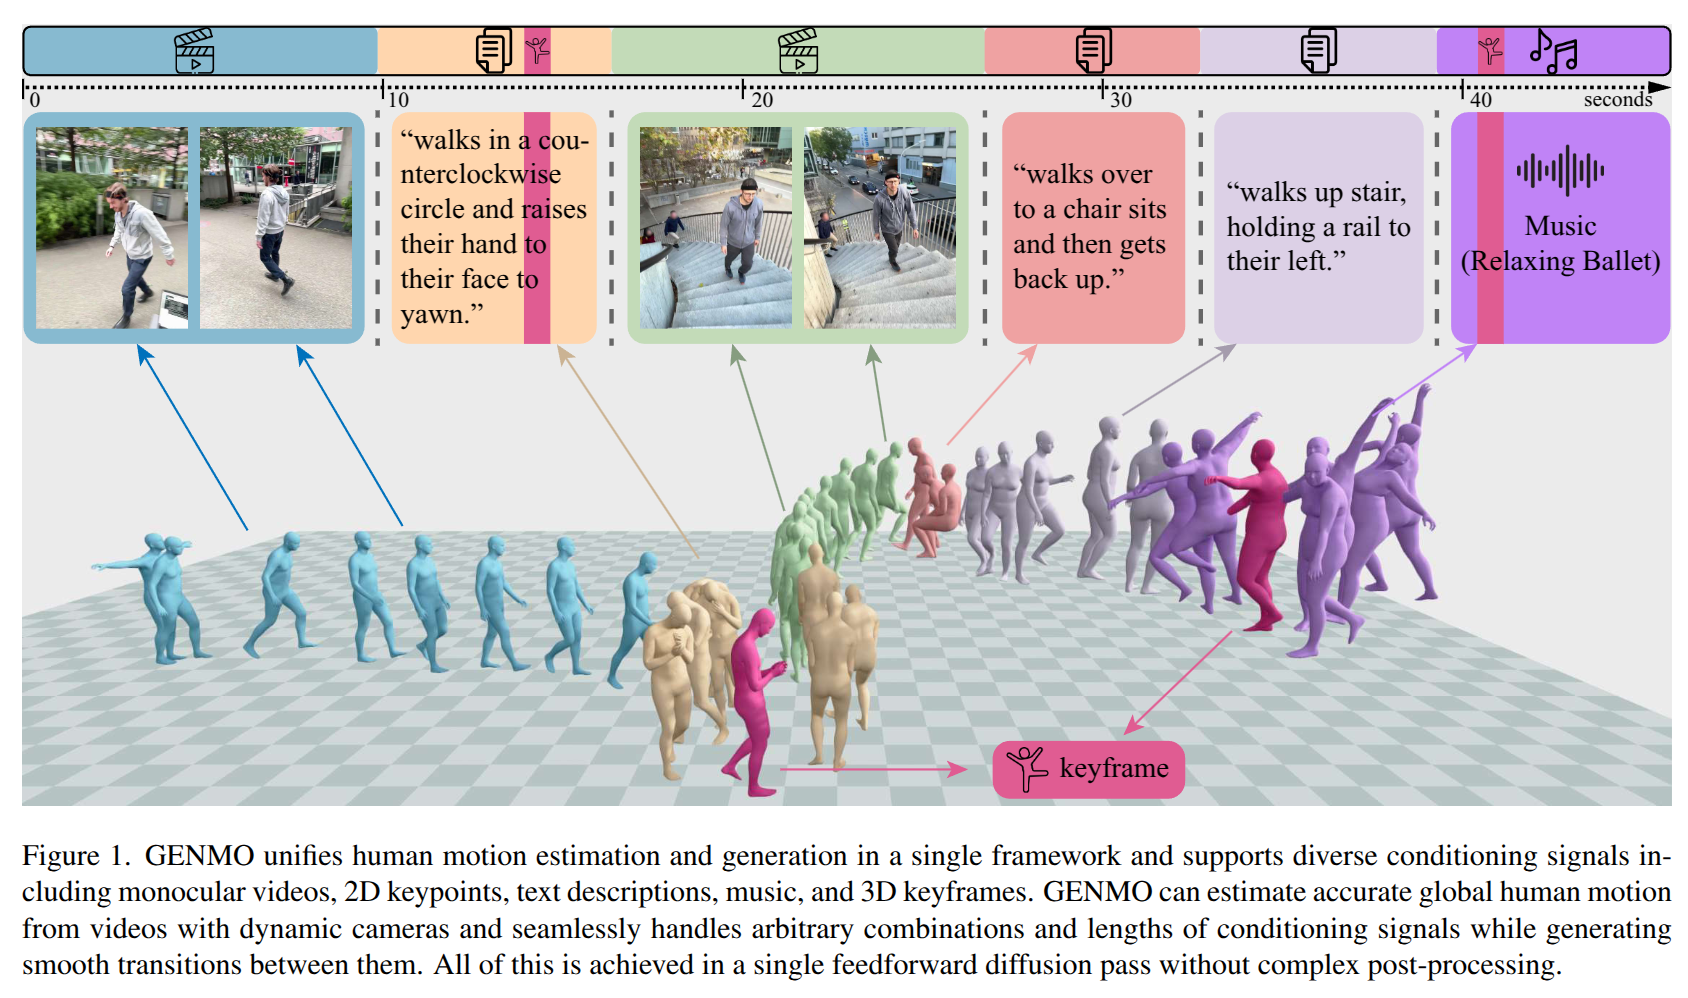 0
10
20
30
40
seconds
“walks in a cou-
nterclockwise
circle and raises
their hand to
their face to
yawn.”
“walks over
to a chair sits
and then gets
back up.”
“walks up stair,
holding a rail to
their left.”
Music
(Relaxing Ballet)
keyframe
Figure 1. GENMO unifies human motion estimation and generation in a single framework and supports diverse conditioning signals in-
cluding monocular videos, 2D keypoints, text descriptions, music, and 3D keyframes. GENMO can estimate accurate global human motion
from videos with dynamic cameras and seamlessly handles arbitrary combinations and lengths of conditioning signals while generating
smooth transitions between them. All of this is achieved in a single feedforward diffusion pass without complex post-processing.